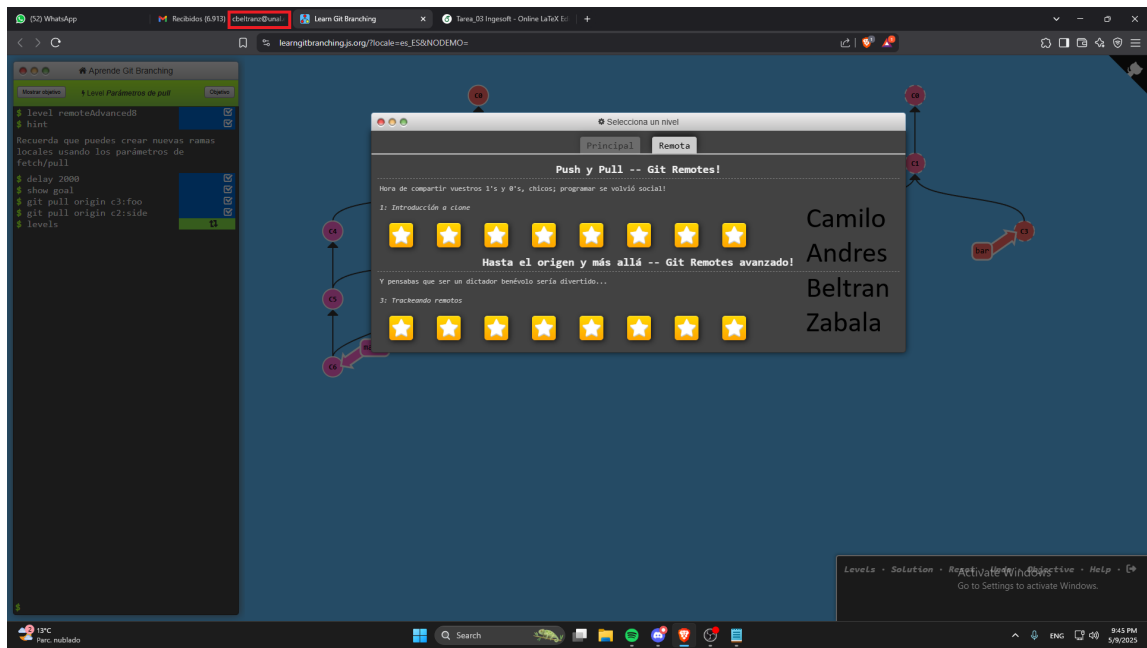 (52) WhatsApp
Recibidos (6.913)
cbeltranz@unal.
Learn Git Branching
Tarea_03 Ingesoft - Online LaTeX Ed
learngitbranching.js.org/?locale=es_ES&NODEMO=
Aprende Git Branching
Mostrar objetivo
Level Parámetros de pull
Objetivo
$ level remoteAdvanced8
$ hint
Recuerda que puedes crear nuevas ramas
locales usando los parámetros de
fetch/pull
$ delay 2000
$ show goal
$ git pull origin c3:foo
$ git pull origin c2:side
$ levels
$
C0
C4
C5
C6
Selecciona un nivel
Principal
Remota
Push y Pull -- Git Remotes!
Hora de compartir vuestros 1's y 0's, chicos; programar se volvió social!
1: Introducción a clone
Hasta el origen y más allá -- Git Remotes avanzado!
Y pensabas que ser un dictador benévolo sería divertido...
3: Trackeando remotos
Camilo
Andres
Beltran
Zabala
C0
C1
C3
bar
Levels · Solution · Reset · Undo · Objective · Help ·
Activate Windows
Go to Settings to activate Windows.
13°C
Parc. nublado
Search
ENG
9:45 PM
5/9/2025